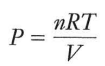 P = nRT / V